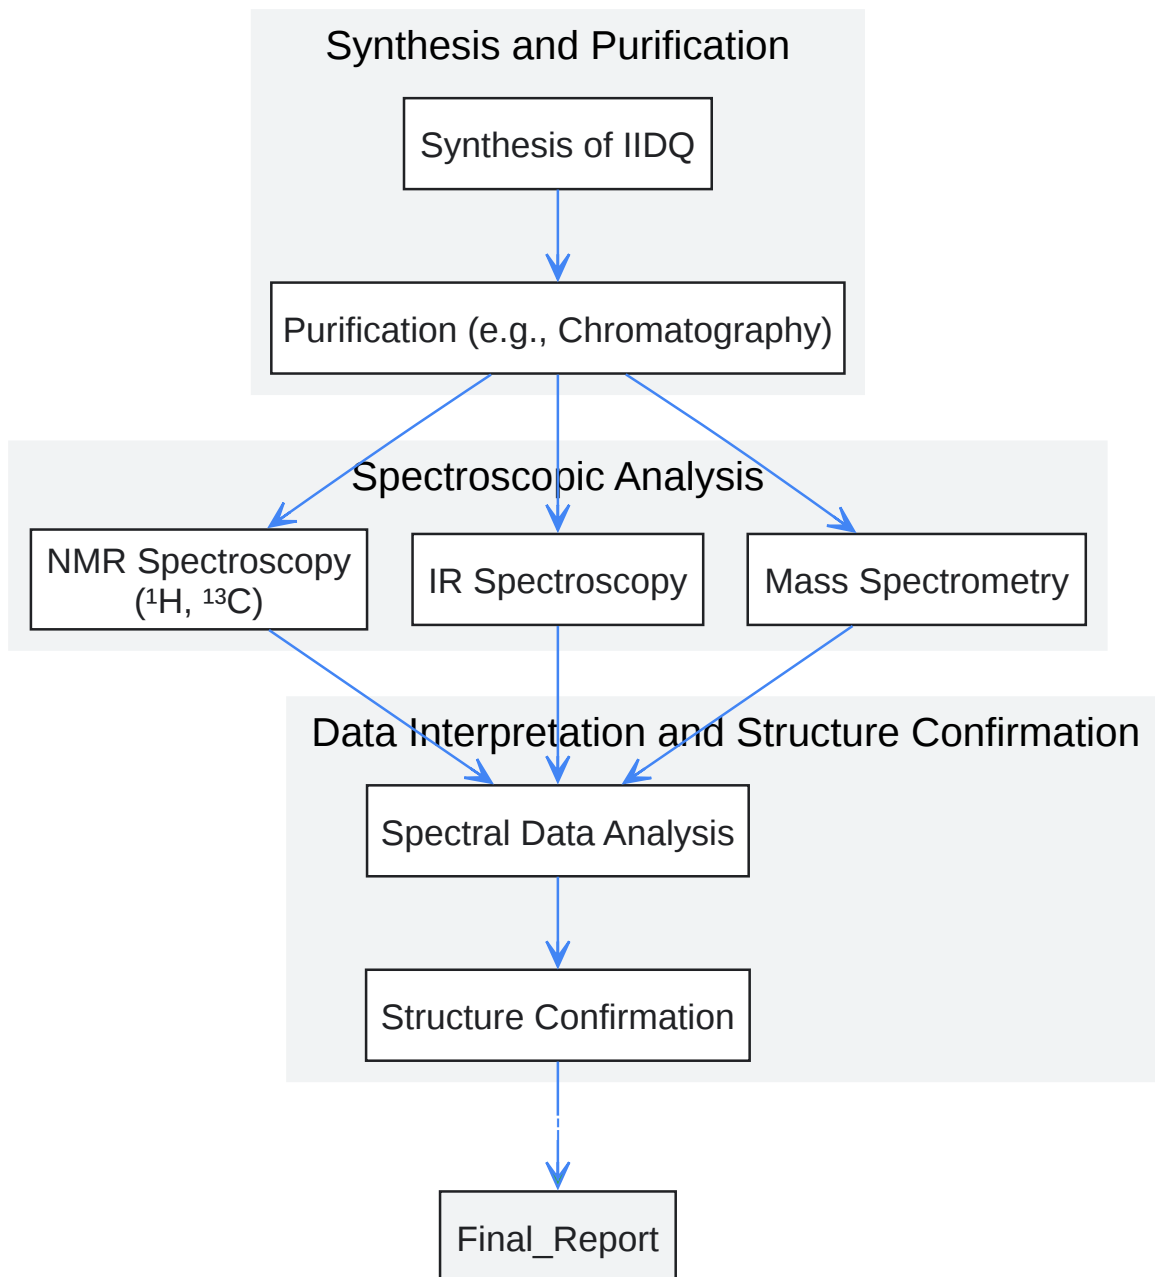 Synthesis and Purification
Synthesis of IIDQ
Purification (e.g., Chromatography)
Spectroscopic Analysis
NMR Spectroscopy
(¹H, ¹³C)
IR Spectroscopy
Mass Spectrometry
Data Interpretation and Structure Confirmation
Spectral Data Analysis
Structure Confirmation
Final_Report